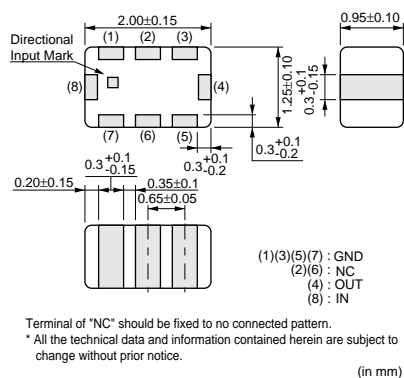 2.00±0.15
0.95±0.10
Directional
Input Mark
(1) (2) (3)
(8)
(4)
(7) (6) (5)
1.25±0.10
0.3+0.1-0.15
0.3+0.1-0.2
0.3+0.1-0.2
0.3+0.1-0.15
0.20±0.15
0.35±0.1
0.65±0.05
(1)(3)(5)(7) : GND
(2)(6) : NC
(4) : OUT
(8) : IN
Terminal of "NC" should be fixed to no connected pattern.
* All the technical data and information contained herein are subject to
change without prior notice.
(in mm)